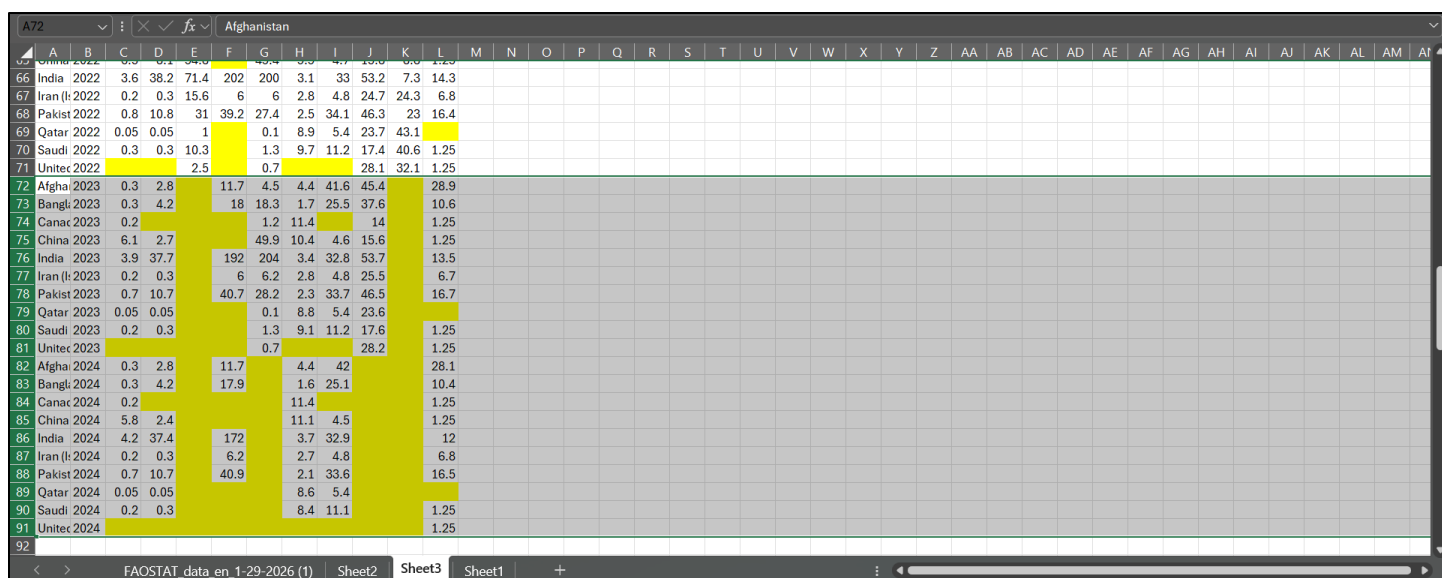 A72 fx Afghanistan
A B C D E F G H I J K L M N O P Q R S T U V W X Y Z AA AB AC AD AE AF AG AH AI AJ AK AL AM
66 India 2022 3.6 38.2 71.4 202 200 3.1 33 53.2 7.3 14.3
67 Iran (I 2022 0.2 0.3 15.6 6 6 2.8 4.8 24.7 24.3 6.8
68 Pakist 2022 0.8 10.8 31 39.2 27.4 2.5 34.1 46.3 23 16.4
69 Qatar 2022 0.05 0.05 1 0.1 8.9 5.4 23.7 43.1
70 Saudi 2022 0.3 0.3 10.3 1.3 9.7 11.2 17.4 40.6 1.25
71 Unitec 2022 2.5 0.7 28.1 32.1 1.25
72 Afghai 2023 0.3 2.8 11.7 4.5 4.4 41.6 45.4 28.9
73 Bangl 2023 0.3 4.2 18 18.3 1.7 25.5 37.6 10.6
74 Canac 2023 0.2 1.2 11.4 14 1.25
75 China 2023 6.1 2.7 49.9 10.4 4.6 15.6 1.25
76 India 2023 3.9 37.7 192 204 3.4 32.8 53.7 13.5
77 Iran (I 2023 0.2 0.3 6 6.2 2.8 4.8 25.5 6.7
78 Pakist 2023 0.7 10.7 40.7 28.2 2.3 33.7 46.5 16.7
79 Qatar 2023 0.05 0.05 0.1 8.8 5.4 23.6
80 Saudi 2023 0.2 0.3 1.3 9.1 11.2 17.6 1.25
81 Unitec 2023 0.7 28.2 1.25
82 Afghai 2024 0.3 2.8 11.7 4.4 42 28.1
83 Bangl 2024 0.3 4.2 17.9 1.6 25.1 10.4
84 Canac 2024 0.2 11.4 1.25
85 China 2024 5.8 2.4 11.1 4.5 1.25
86 India 2024 4.2 37.4 172 3.7 32.9 12
87 Iran (I 2024 0.2 0.3 6.2 2.7 4.8 6.8
88 Pakist 2024 0.7 10.7 40.9 2.1 33.6 16.5
89 Qatar 2024 0.05 0.05 8.6 5.4
90 Saudi 2024 0.2 0.3 8.4 11.1 1.25
91 Unitec 2024 1.25
92
FAOSTAT_data_en_1-29-2026 (1) Sheet2 Sheet3 Sheet1